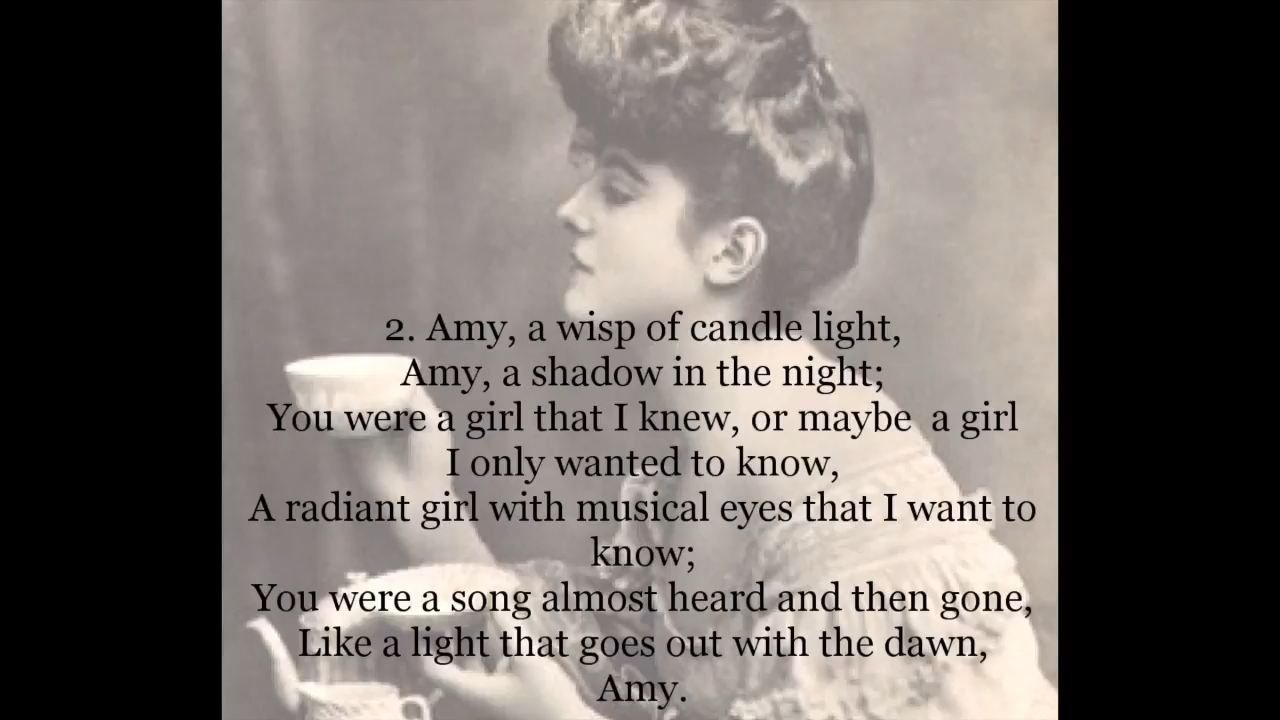 2. Amy, a wisp of candle light,
Amy, a shadow in the night;
You were a girl that I knew, or maybe  a girl
I only wanted to know,
A radiant girl with musical eyes that I want to
know;
You were a song almost heard and then gone,
Like a light that goes out with the dawn,
Amy.